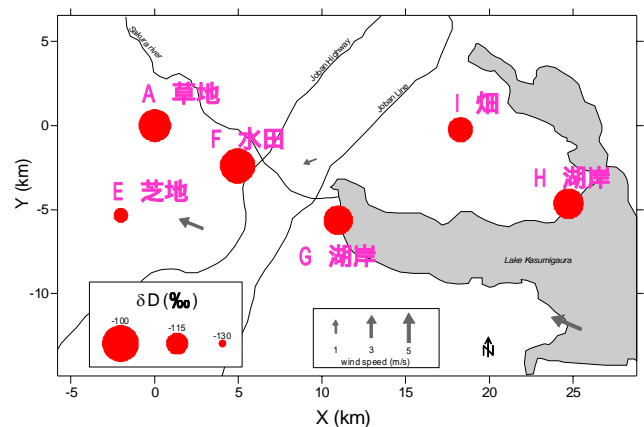 Y (km)
5
0
-5
-10
-5
0
5
10
15
20
25
X (km)
Sakura river
Joban Highway
Joban Line
A 草地
F 水田
E 芝地
I 畑
H 湖岸
G 湖岸
Lake Kasumigaura
δD (‰)
-100
-115
-130
1
3
5
wind speed (m/s)
N